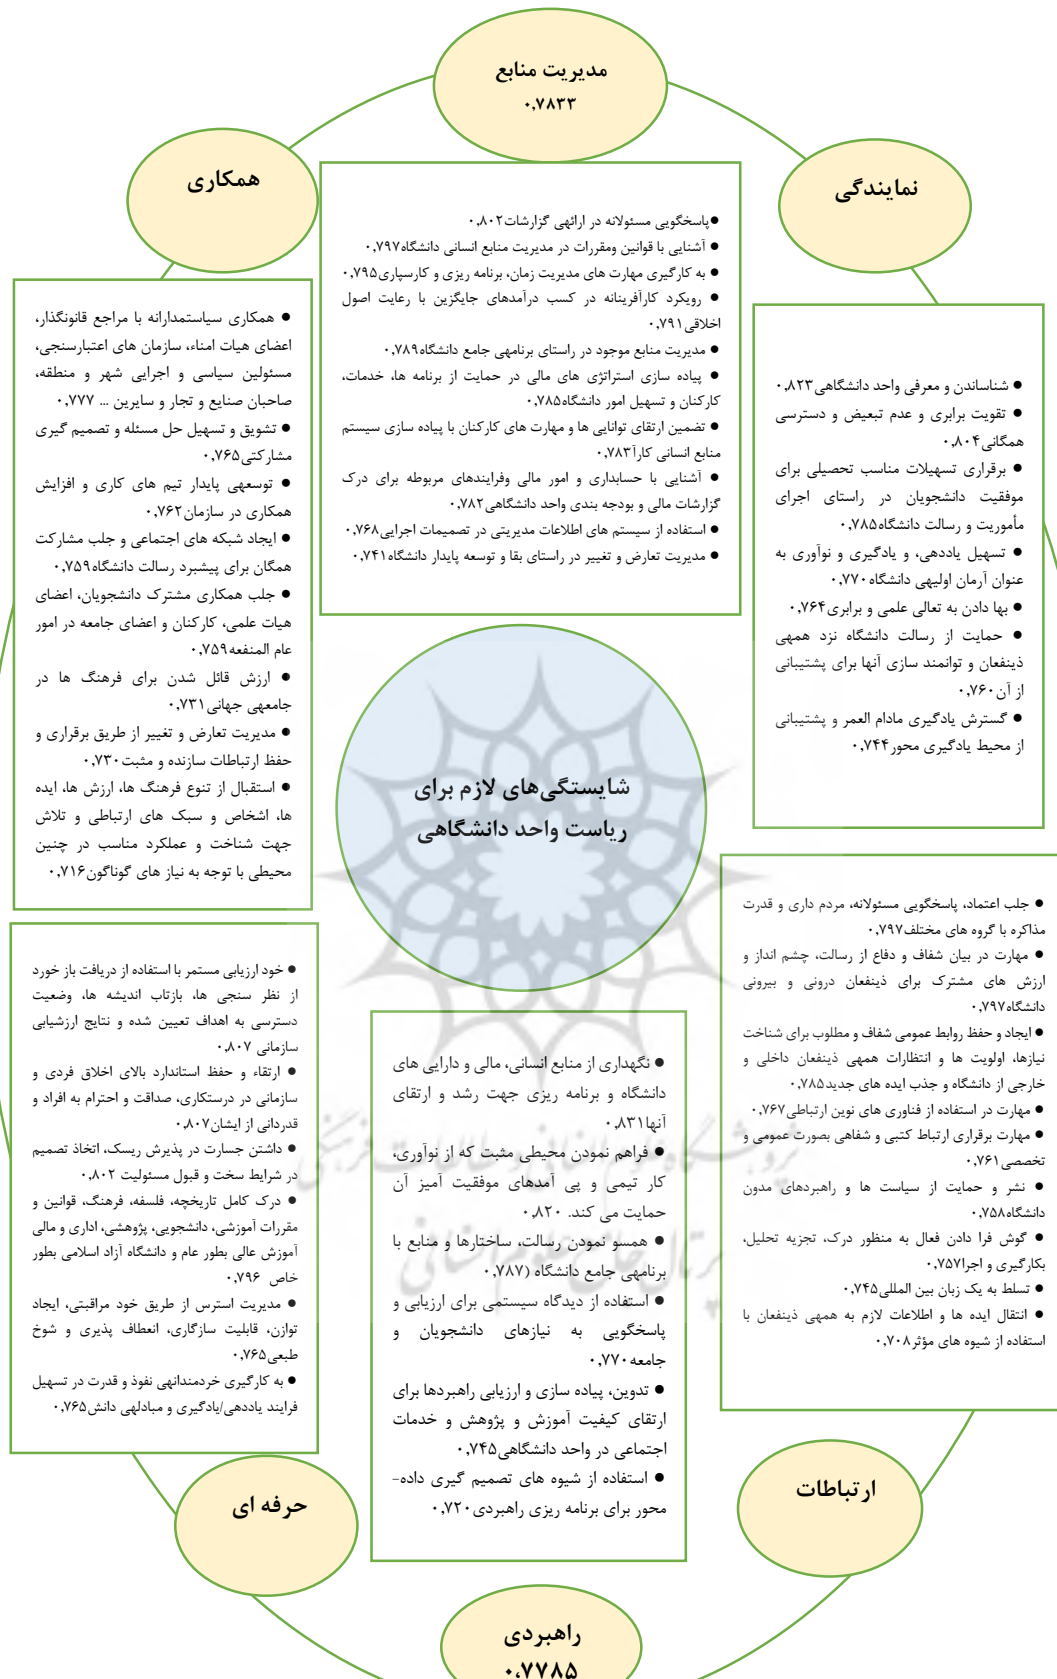 مدیریت منابع
۰,۷۸۳۳
نمایندگی
همکاری
●پاسخگویی مسئولانه در ارائهی گزارشات۰,۸۰۲
● آشنایی با قوانین ومقررات در مدیریت منابع انسانی دانشگاه۰,۷۹۷
● به کارگیری مهارت های مدیریت زمان، برنامه ریزی و کارسپاری۰,۷۹۵
● رویکرد کارآفرینانه در کسب درآمدهای جایگزین با رعایت اصول
اخلاقی۰,۷۹۱
● مدیریت منابع موجود در راستای برنامهی جامع دانشگاه۰,۷۸۹
● پیاده سازی استراتژی های مالی در حمایت از برنامه ها، خدمات،
کارکنان و تسهیل امور دانشگاه۰,۷۸۵
● تضمین ارتقای توانایی ها و مهارت های کارکنان با پیاده سازی سیستم
منابع انسانی کارآ۰,۷۸۳
● آشنایی با حسابداری و امور مالی وفرایندهای مربوطه برای درک
گزارشات مالی و بودجه بندی واحد دانشگاهی۰,۷۸۲
● استفاده از سیستم های اطلاعات مدیریتی در تصمیمات اجرایی۰,۷۶۸
● مدیریت تعارض و تغییر در راستای بقا و توسعه پایدار دانشگاه۰,۷۴۱
● شناساندن و معرفی واحد دانشگاهی۰,۸۲۳
● تقویت برابری و عدم تبعیض و دسترسی
همگانی۰,۸۰۴
● برقراری تسهیلات مناسب تحصیلی برای
موفقیت دانشجویان در راستای اجرای
مأموریت و رسالت دانشگاه۰,۷۸۵
● تسهیل یاددهی، و یادگیری و نوآوری به
عنوان آرمان اولیهی دانشگاه۰,۷۷۰
● بها دادن به تعالی علمی و برابری۰,۷۶۴
● حمایت از رسالت دانشگاه نزد همهی
ذینفعان و توانمند سازی آنها برای پشتیبانی
از آن۰,۷۶۰
● گسترش یادگیری مادام العمر و پشتیبانی
از محیط یادگیری محور۰,۷۴۴
● همکاری سیاستمدارانه با مراجع قانونگذار،
اعضای هیات امناء، سازمان های اعتبارسنجی،
مسئولین سیاسی و اجرایی شهر و منطقه،
صاحبان صنایع و تجار و سایرین ... ۰,۷۷۷
● تشویق و تسهیل حل مسئله و تصمیم گیری
مشارکتی۰,۷۶۵
● توسعهی پایدار تیم های کاری و افزایش
همکاری در سازمان۰,۷۶۲
● ایجاد شبکه های اجتماعی و جلب مشارکت
همگان برای پیشبرد رسالت دانشگاه۰,۷۵۹
● جلب همکاری مشترک دانشجویان، اعضای
هیات علمی، کارکنان و اعضای جامعه در امور
عام المنفعه۰,۷۵۹
● ارزش قائل شدن برای فرهنگ ها در
جامعهی جهانی۰,۷۳۱
● مدیریت تعارض و تغییر از طریق برقراری و
حفظ ارتباطات سازنده و مثبت۰,۷۳۰
● استقبال از تنوع فرهنگ ها، ارزش ها، ایده
ها، اشخاص و سبک های ارتباطی و تلاش
جهت شناخت و عملکرد مناسب در چنین
محیطی با توجه به نیاز های گوناگون۰,۷۱۶
شایستگی‌های لازم برای
ریاست واحد دانشگاهی
● جلب اعتماد، پاسخگویی مسئولانه، مردم داری و قدرت
مذاکره با گروه های مختلف۰,۷۹۷
● مهارت در بیان شفاف و دفاع از رسالت، چشم انداز و
ارزش های مشترک برای ذینفعان درونی و بیرونی
دانشگاه۰,۷۹۷
● ایجاد و حفظ روابط عمومی شفاف و مطلوب برای شناخت
نیازها، اولویت ها و انتظارات همهی ذینفعان داخلی و
خارجی از دانشگاه و جذب ایده های جدید۰,۷۸۵
● مهارت در استفاده از فناوری های نوین ارتباطی۰,۷۶۷
● مهارت برقراری ارتباط کتبی و شفاهی بصورت عمومی و
تخصصی۰,۷۶۱
● نشر و حمایت از سیاست ها و راهبردهای مدون
دانشگاه۰,۷۵۸
● گوش فرا دادن فعال به منظور درک، تجزیه تحلیل،
بکارگیری و اجرا۰,۷۵۷
● تسلط به یک زبان بین المللی۰,۷۴۵
● انتقال ایده ها و اطلاعات لازم به همهی ذینفعان با
استفاده از شیوه های مؤثر۰,۷۰۸
● خود ارزیابی مستمر با استفاده از دریافت باز خورد
از نظر سنجی ها، بازتاب اندیشه ها، وضعیت
دسترسی به اهداف تعیین شده و نتایج ارزشیابی
سازمانی ۰,۸۰۷
● ارتقاء و حفظ استاندارد بالای اخلاق فردی و
سازمانی در درستکاری، صداقت و احترام به افراد و
قدردانی از ایشان۰,۸۰۷
● داشتن جسارت در پذیرش ریسک، اتخاذ تصمیم
در شرایط سخت و قبول مسئولیت ۰,۸۰۲
● درک کامل تاریخچه، فلسفه، فرهنگ، قوانین و
مقررات آموزشی، دانشجویی، پژوهشی، اداری و مالی
آموزش عالی بطور عام و دانشگاه آزاد اسلامی بطور
خاص ۰,۷۹۶
● مدیریت استرس از طریق خود مراقبتی، ایجاد
توازن، قابلیت سازگاری، انعطاف پذیری و شوخ
طبعی۰,۷۶۵
● به کارگیری خردمندانهی نفوذ و قدرت در تسهیل
فرایند یاددهی/یادگیری و مبادلهی دانش۰,۷۶۵
● نگهداری از منابع انسانی، مالی و دارایی های
دانشگاه و برنامه ریزی جهت رشد و ارتقای
آنها۰,۸۳۱
● فراهم نمودن محیطی مثبت که از نوآوری،
کار تیمی و پی آمدهای موفقیت آمیز آن
حمایت می کند. ۰,۸۲۰
● همسو نمودن رسالت، ساختارها و منابع با
برنامهی جامع دانشگاه (۰,۷۸۷
● استفاده از دیدگاه سیستمی برای ارزیابی و
پاسخگویی به نیازهای دانشجویان و
جامعه۰,۷۷۰
● تدوین، پیاده سازی و ارزیابی راهبردها برای
ارتقای کیفیت آموزش و پژوهش و خدمات
اجتماعی در واحد دانشگاهی۰,۷۴۵
● استفاده از شیوه های تصمیم گیری داده-
محور برای برنامه ریزی راهبردی۰,۷۲۰
ارتباطات
حرفه ای
راهبردی
۰,۷۷۸۵
پژوهشگاه علوم انسانی و مطالعات فرهنگی
پرتال جامع علوم انسانی